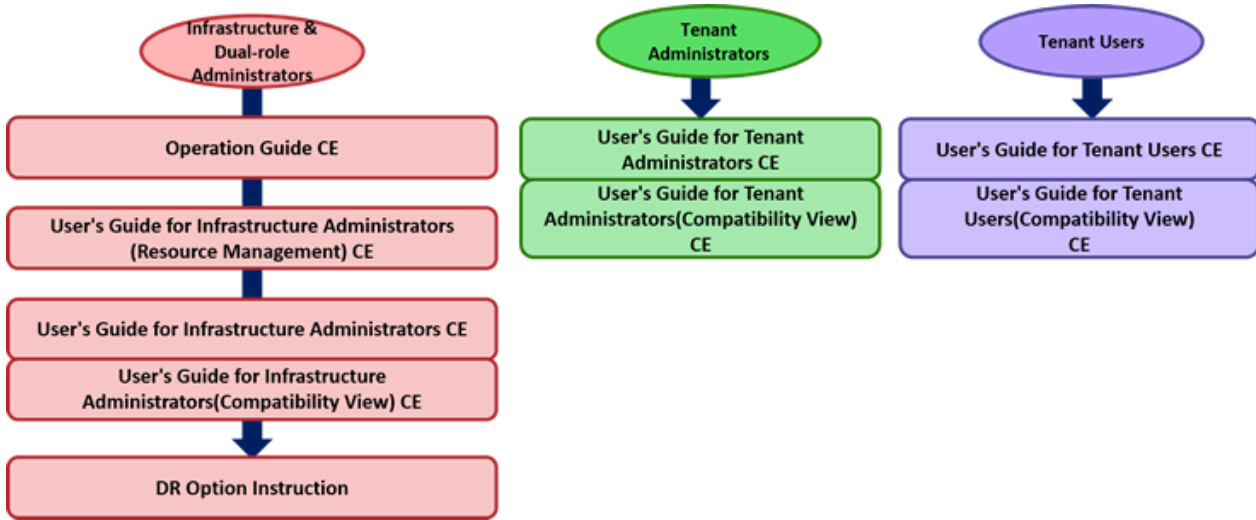 Infrastructure &
Dual-role
Administrators
Operation Guide CE
User's Guide for Infrastructure Administrators
(Resource Management) CE
User's Guide for Infrastructure Administrators CE
User's Guide for Infrastructure
Administrators(Compatibility View) CE
DR Option Instruction
Tenant
Administrators
User's Guide for Tenant
Administrators CE
User's Guide for Tenant
Administrators(Compatibility View)
CE
Tenant Users
User's Guide for Tenant Users CE
User's Guide for Tenant
Users(Compatibility View)
CE